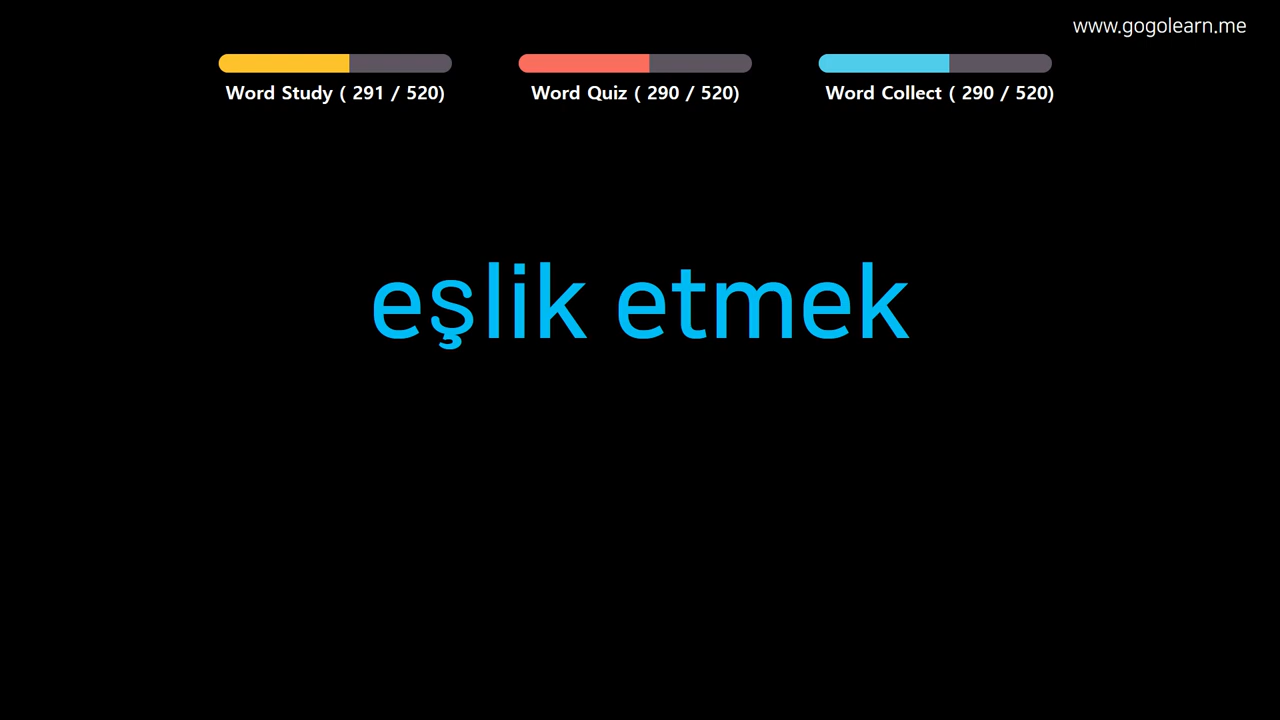 www.gogolearn.me
Word Study ( 291 / 520)
Word Quiz ( 290 / 520)
Word Collect ( 290 / 520)
eşlik etmek